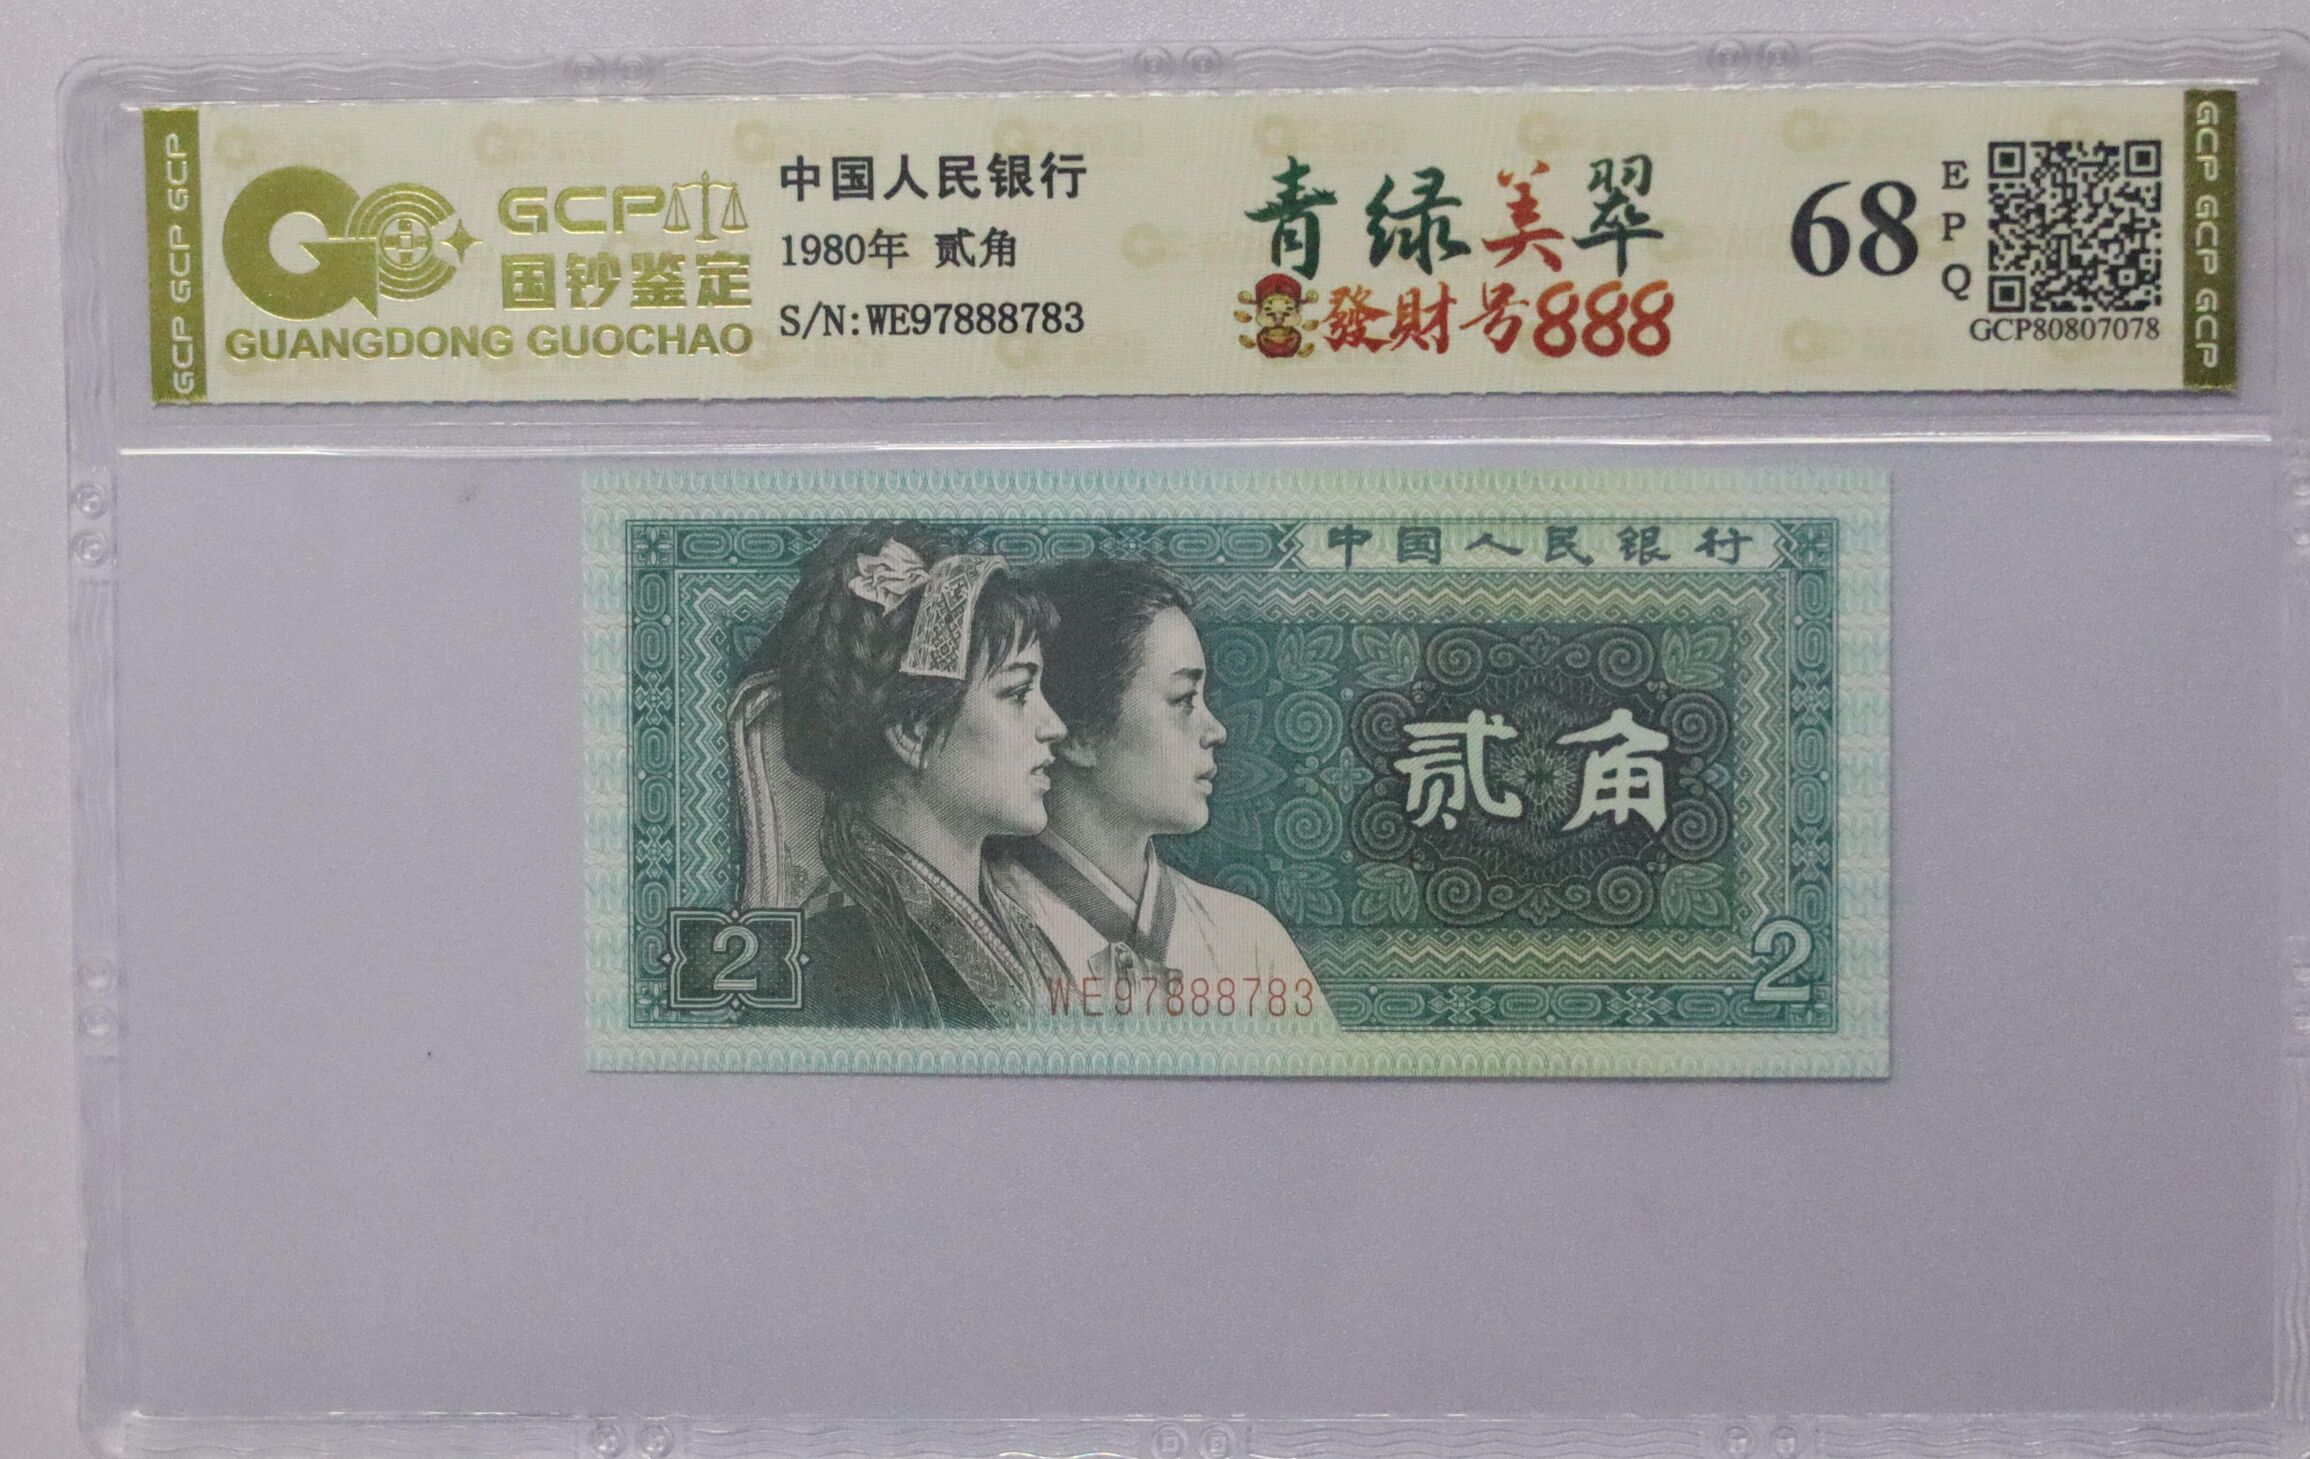 GCP GCP GCP
GCP
国钞鉴定
GUANGDONG GUOCHAO
中国人民银行
1980年 贰角
S/N:WE97888783
青绿美翠
發財号888
68
EPQ
GCP80807078
GCP GCP GCP
中国人民银行
贰角
2
WE97888783
2